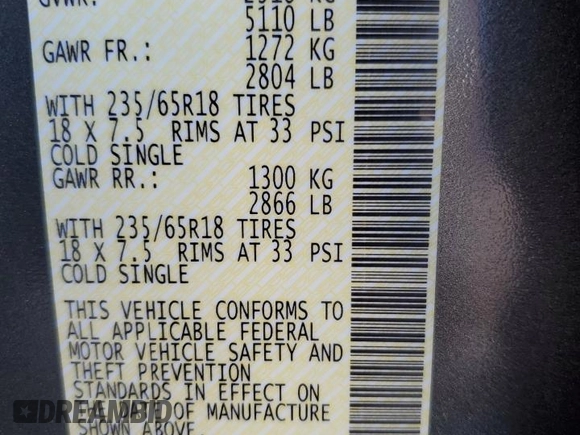 GVWR:
5110 LB
GAWR FR.: 1272 KG
2804 LB
WITH 235/65R18 TIRES
18 X 7.5 RIMS AT 33 PSI
COLD SINGLE
GAWR RR.: 1300 KG
2866 LB
WITH 235/65R18 TIRES
18 X 7.5 RIMS AT 33 PSI
COLD SINGLE
THIS VEHICLE CONFORMS TO
ALL APPLICABLE FEDERAL
MOTOR VEHICLE SAFETY AND
THEFT PREVENTION
STANDARDS IN EFFECT ON
OF MANUFACTURE
SHOWN ABOVE.
DREAMBID